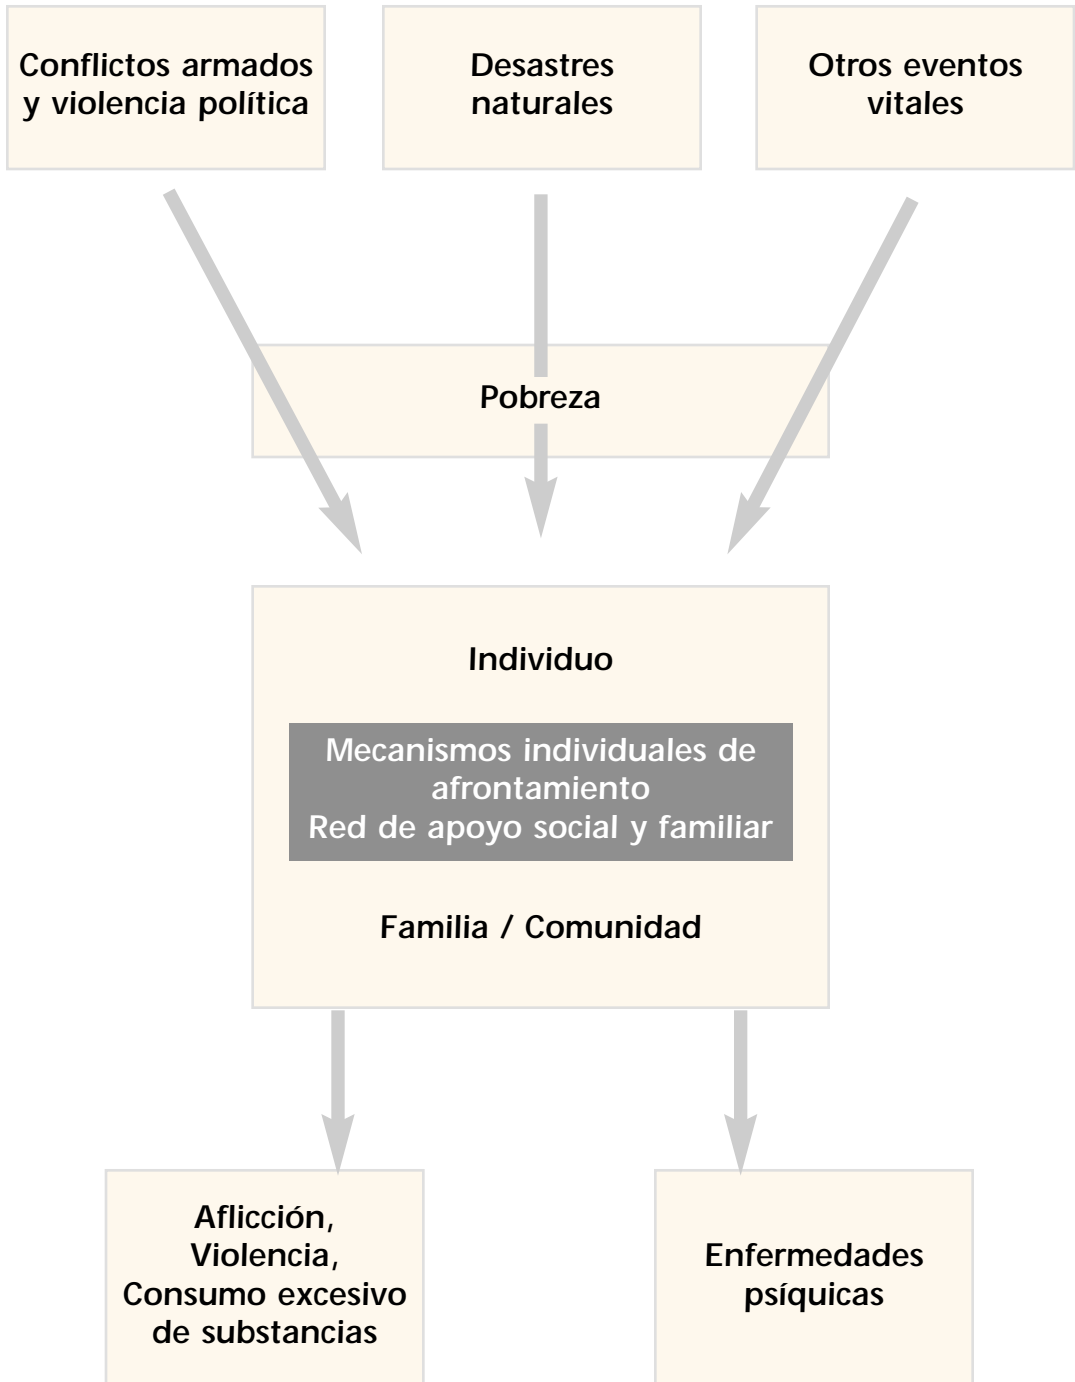 Conflictos armados
y violencia política
Desastres
naturales
Otros eventos
vitales
Pobreza
Individuo
Mecanismos individuales de
afrontamiento
Red de apoyo social y familiar
Familia / Comunidad
Aflicción,
Violencia,
Consumo excesivo
de substancias
Enfermedades
psíquicas